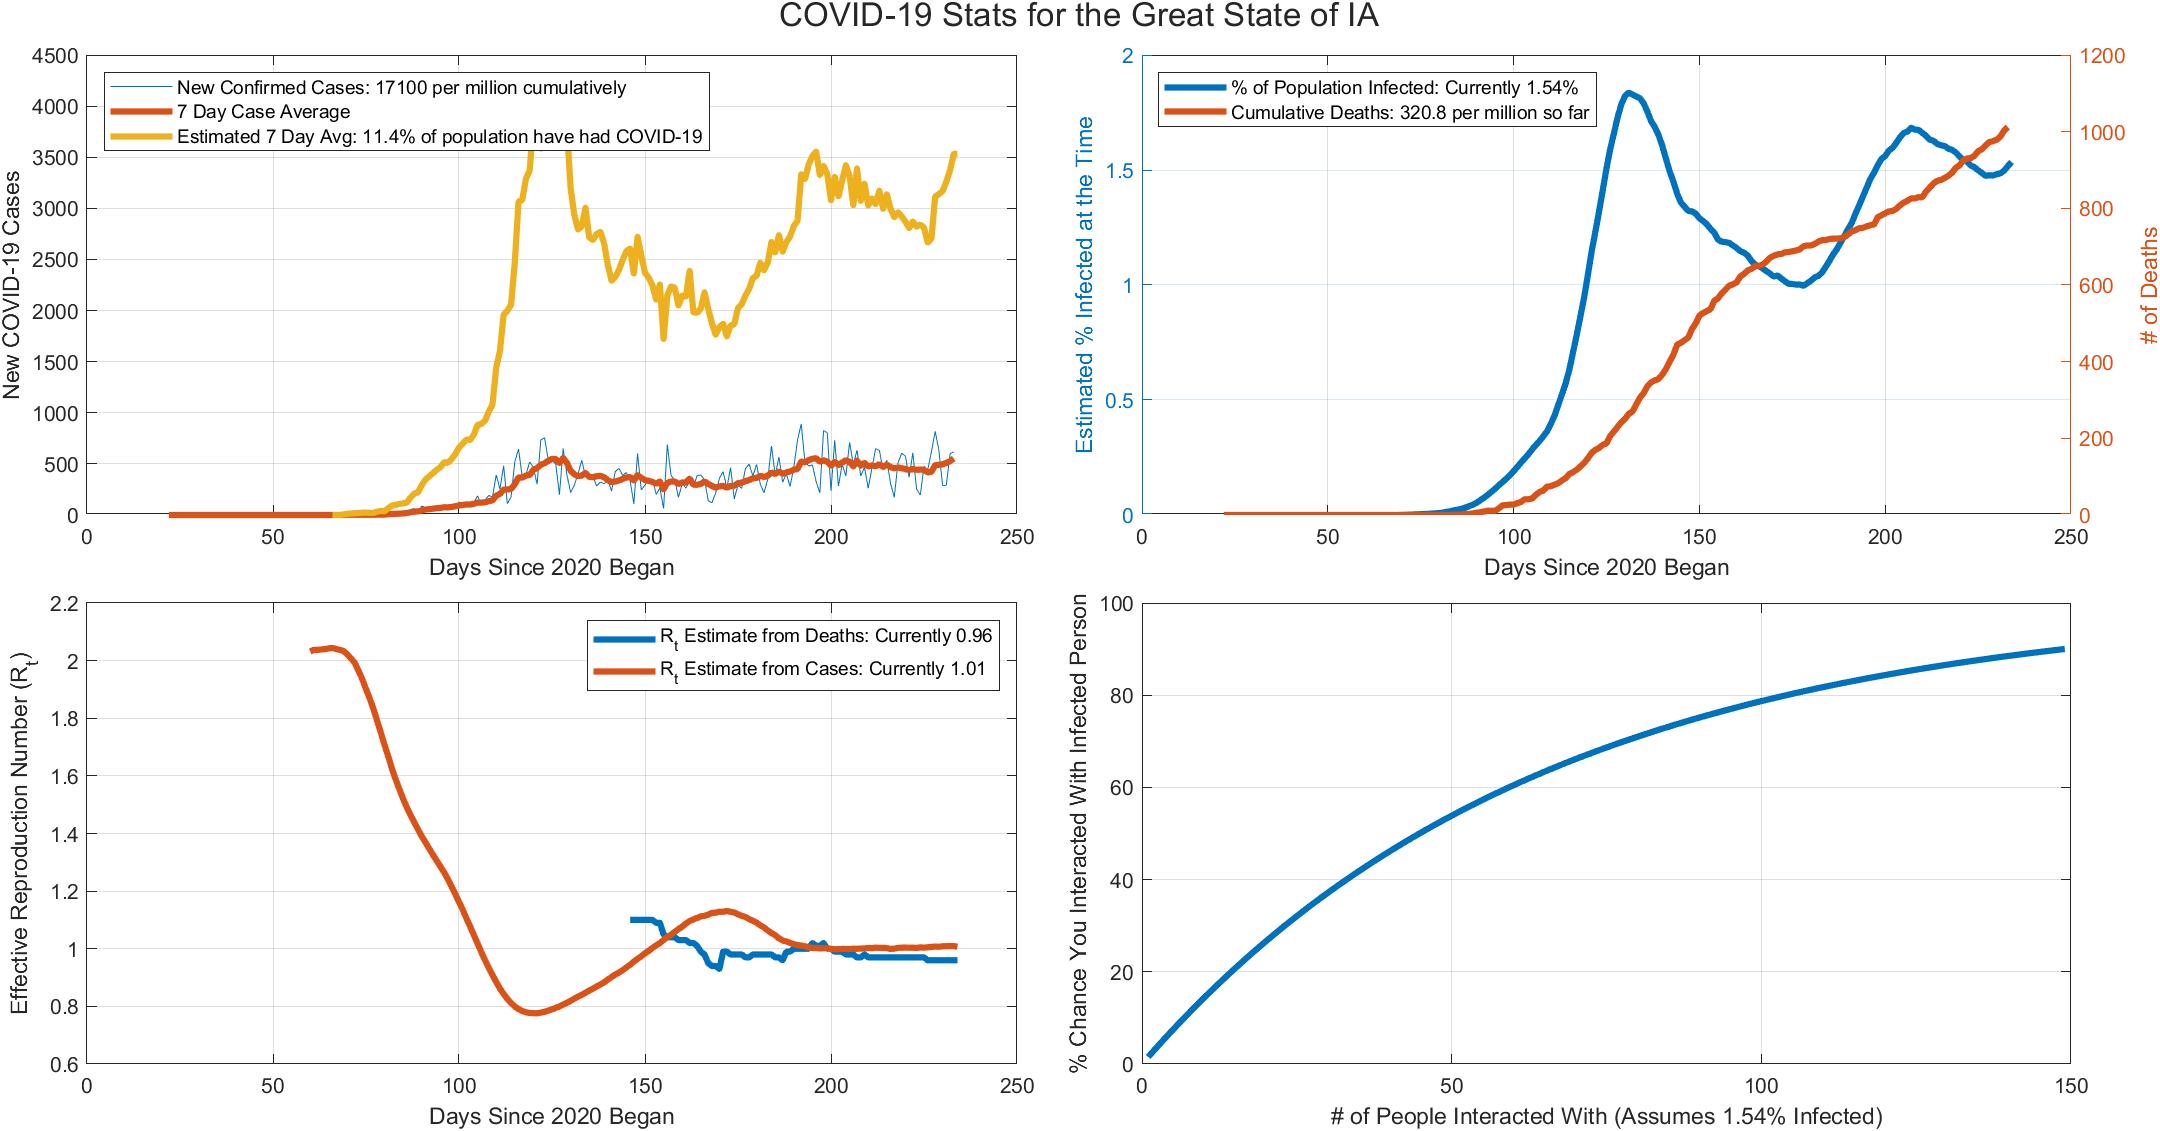 COVID-19 Stats for the Great State of IA
4500
4000
3500
3000
2500
2000
1500
1000
500
0
New COVID-19 Cases
New Confirmed Cases: 17100 per million cumulatively
7 Day Case Average
Estimated 7 Day Avg: 11.4% of population have had COVID-19
0 50 100 150 200 250
Days Since 2020 Began
2
1.5
1
0.5
0
Estimated % Infected at the Time
% of Population Infected: Currently 1.54%
Cumulative Deaths: 320.8 per million so far
1200
1000
800
600
400
200
0
# of Deaths
0 50 100 150 200 250
Days Since 2020 Began
2.2
2
1.8
1.6
1.4
1.2
1
0.8
0.6
Effective Reproduction Number (Rt)
Rt Estimate from Deaths: Currently 0.96
Rt Estimate from Cases: Currently 1.01
0 50 100 150 200 250
Days Since 2020 Began
100
80
60
40
20
0
% Chance You Interacted With Infected Person
0 50 100 150
# of People Interacted With (Assumes 1.54% Infected)